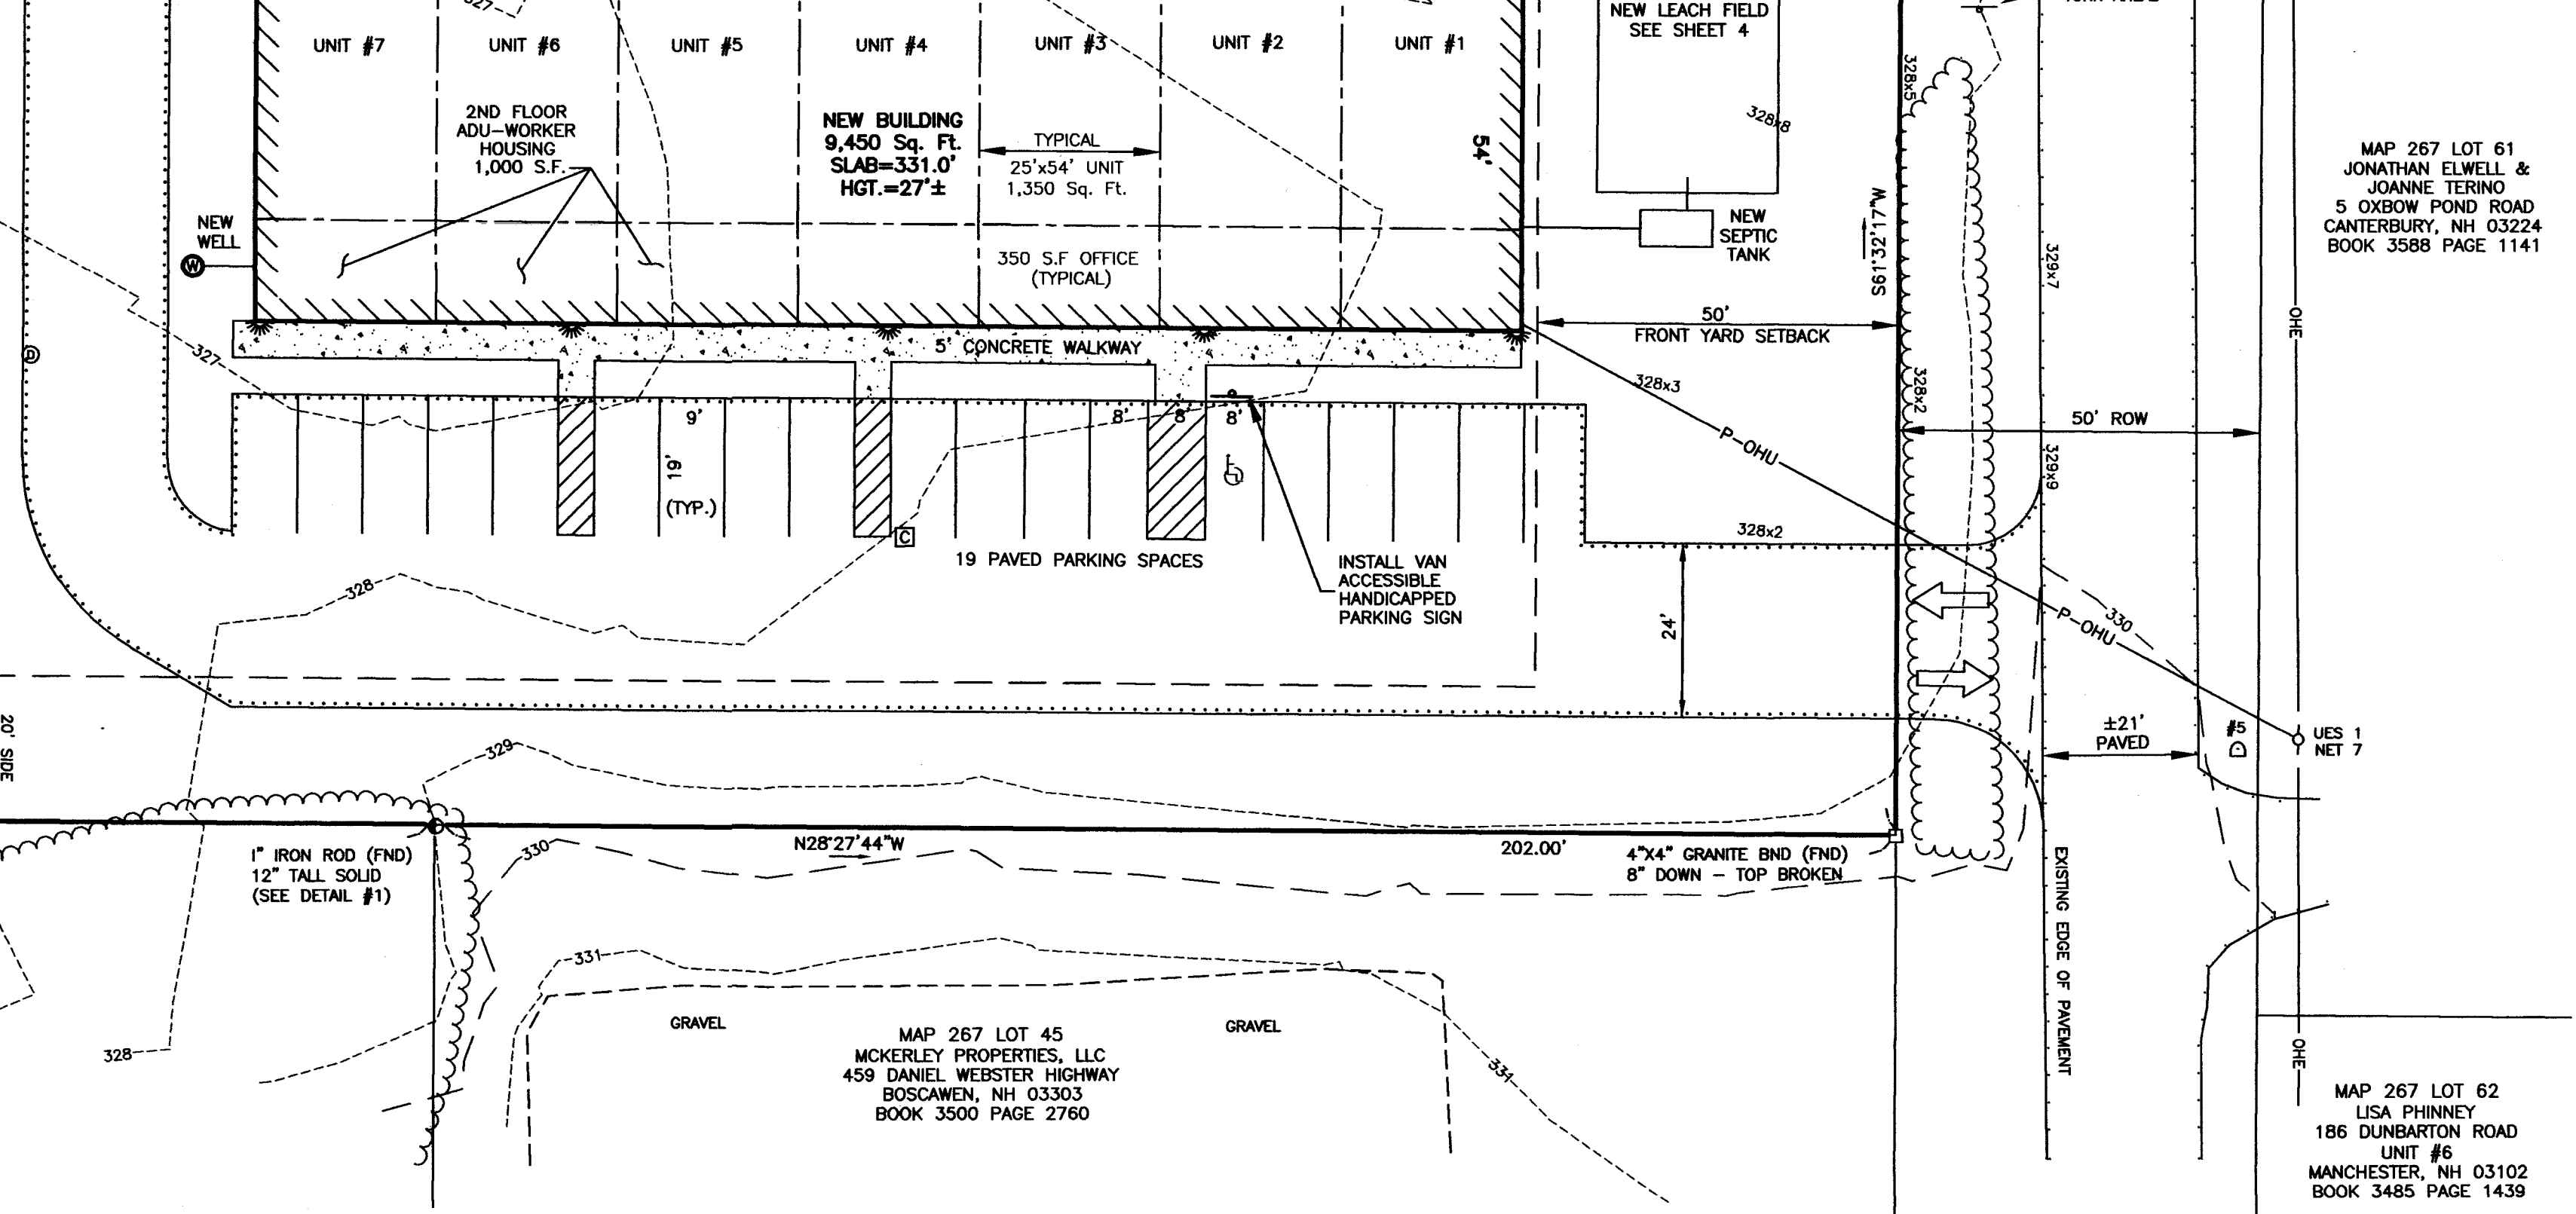 327
UNIT #7
UNIT #6
UNIT #5
UNIT #4
UNIT #3
UNIT #2
UNIT #1
NEW LEACH FIELD
SEE SHEET 4
328x5
328x8
2ND FLOOR
ADU-WORKER
HOUSING
1,000 S.F.
NEW BUILDING
9,450 Sq. Ft.
SLAB=331.0'
HGT.=27'±
TYPICAL
25'x54' UNIT
1,350 Sq. Ft.
54'
MAP 267 LOT 61
JONATHAN ELWELL &
JOANNE TERINO
5 OXBOW POND ROAD
CANTERBURY, NH 03224
BOOK 3588 PAGE 1141
NEW
WELL
W
350 S.F OFFICE
(TYPICAL)
NEW
SEPTIC
TANK
S61°32'17"W
329x7
OHE
50'
FRONT YARD SETBACK
5' CONCRETE WALKWAY
327
328x3
328x2
9'
8'
8'
8'
19'
(TYP.)
P-OHU
50' ROW
329x9
C
19 PAVED PARKING SPACES
328x2
INSTALL VAN
ACCESSIBLE
HANDICAPPED
PARKING SIGN
24'
328
330
P-OHU
20' SIDE
329
±21'
PAVED
#5
UES 1
NET 7
1" IRON ROD (FND)
12" TALL SOLID
(SEE DETAIL #1)
330
N28°27'44"W
202.00'
4"X4" GRANITE BND (FND)
8" DOWN - TOP BROKEN
EXISTING EDGE OF PAVEMENT
331
GRAVEL
GRAVEL
MAP 267 LOT 45
MCKERLEY PROPERTIES, LLC
459 DANIEL WEBSTER HIGHWAY
BOSCAWEN, NH 03303
BOOK 3500 PAGE 2760
328
331
OHE
MAP 267 LOT 62
LISA PHINNEY
186 DUNBARTON ROAD
UNIT #6
MANCHESTER, NH 03102
BOOK 3485 PAGE 1439